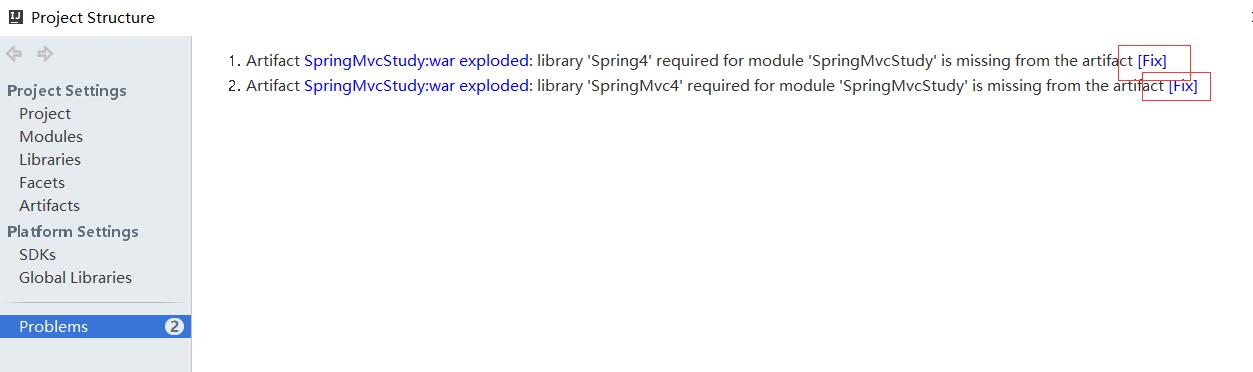 IJ Project Structure
Project Settings
Project
Modules
Libraries
Facets
Artifacts
Platform Settings
SDKs
Global Libraries
Problems 2
1. Artifact SpringMvcStudy:war exploded: library 'Spring4' required for module 'SpringMvcStudy' is missing from the artifact [Fix]
2. Artifact SpringMvcStudy:war exploded: library 'SpringMvc4' required for module 'SpringMvcStudy' is missing from the artifact [Fix]